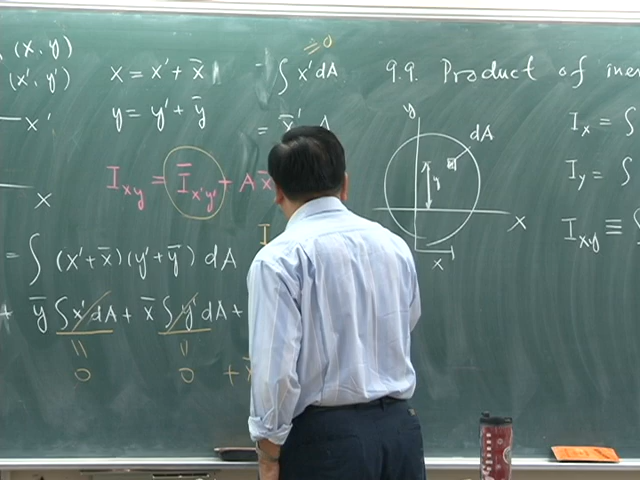 (x, y)
(x', y')
x'
x
x = x' + x̄
y = y' + ȳ
I_xy = Ī_x'y' + A x̄
= ∫ (x' + x̄)(y' + ȳ) dA
+ ȳ ∫ x' dA + x̄ ∫ y' dA +
= =
0 0 + x̄
= 0
∫ x' dA
= x̄' A
I
9.9. Product of iner
y
dA
y
x
x
I_x = ∫
I_y = ∫
I_xy ≡ ∫